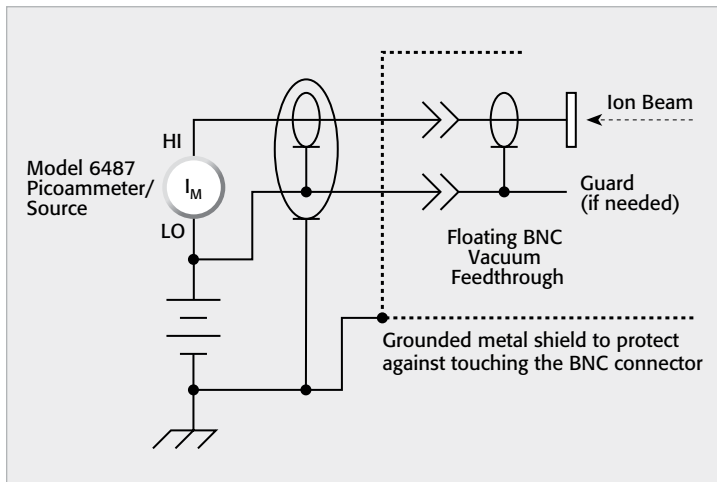 HI
Model 6487
Picoammeter/
Source
I_M
LO
Ion Beam
Guard
(if needed)
Floating BNC
Vacuum
Feedthrough
Grounded metal shield to protect
against touching the BNC connector